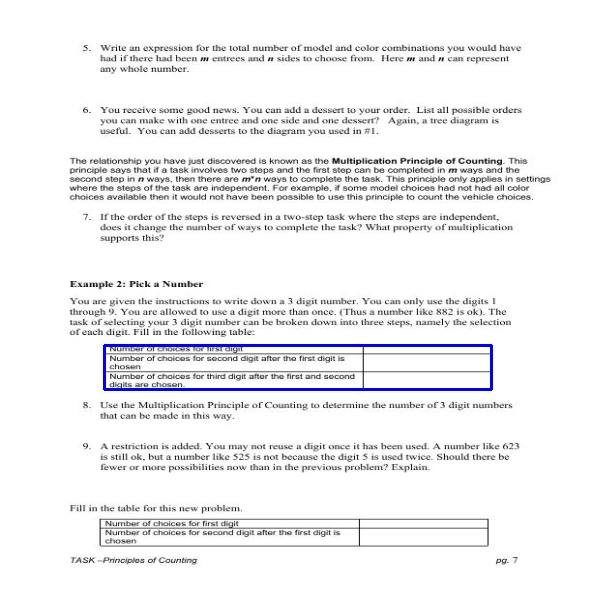 5. Write an expression for the total number of model and color combinations you would have
had if there had been m entrees and n sides to choose from. Here m and n can represent
any whole number.
6. You receive some good news. You can add a dessert to your order. List all possible orders
you can make with one entree and one side and one dessert? Again, a tree diagram is
useful. You can add desserts to the diagram you used in #1.
The relationship you have just discovered is known as the Multiplication Principle of Counting. This
principle says that if a task involves two steps and the first step can be completed in m ways and the
second step in n ways, then there are m*n ways to complete the task. This principle only applies in settings
where the steps of the task are independent. For example, if some model choices had not had all color
choices available then it would not have been possible to use this principle to count the vehicle choices.
7. If the order of the steps is reversed in a two-step task where the steps are independent,
does it change the number of ways to complete the task? What property of multiplication
supports this?
Example 2: Pick a Number
You are given the instructions to write down a 3 digit number. You can only use the digits 1
through 9. You are allowed to use a digit more than once. (Thus a number like 882 is ok). The
task of selecting your 3 digit number can be broken down into three steps, namely the selection
of each digit. Fill in the following table:
Number of choices for first digit
Number of choices for second digit after the first digit is
chosen
Number of choices for third digit after the first and second
digits are chosen.
8. Use the Multiplication Principle of Counting to determine the number of 3 digit numbers
that can be made in this way.
9. A restriction is added. You may not reuse a digit once it has been used. A number like 623
is still ok, but a number like 525 is not because the digit 5 is used twice. Should there be
fewer or more possibilities now than in the previous problem? Explain.
Fill in the table for this new problem.
Number of choices for first digit
Number of choices for second digit after the first digit is
chosen
TASK –Principles of Counting pg. 7